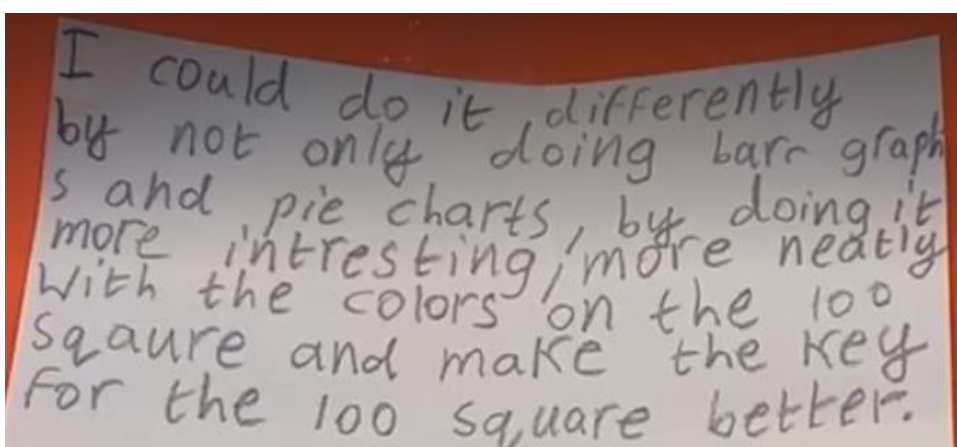 I could do it differently
by not only doing barr graph
s and pie charts, by doing it
more intresting, more neatly
with the colors on the 100
sqaure and make the key
for the 100 square better.